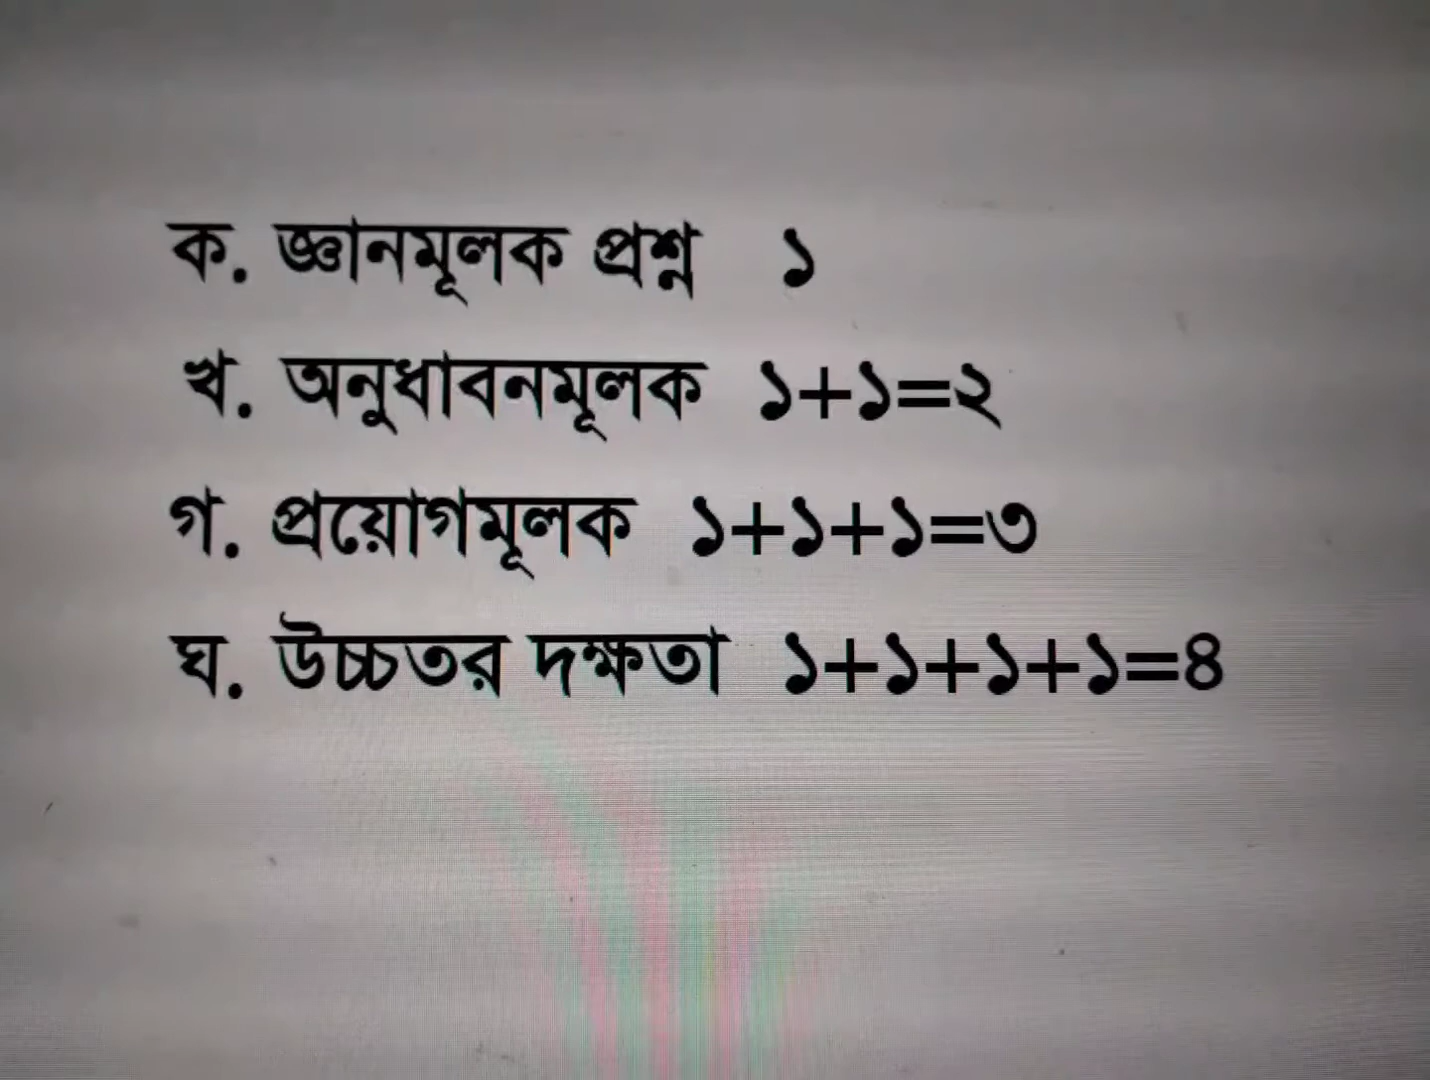 ক. জ্ঞানমূলক প্রশ্ন ১
খ. অনুধাবনমূলক ১+১=২
গ. প্রয়োগমূলক ১+১+১=৩
ঘ. উচ্চতর দক্ষতা ১+১+১+১=৪